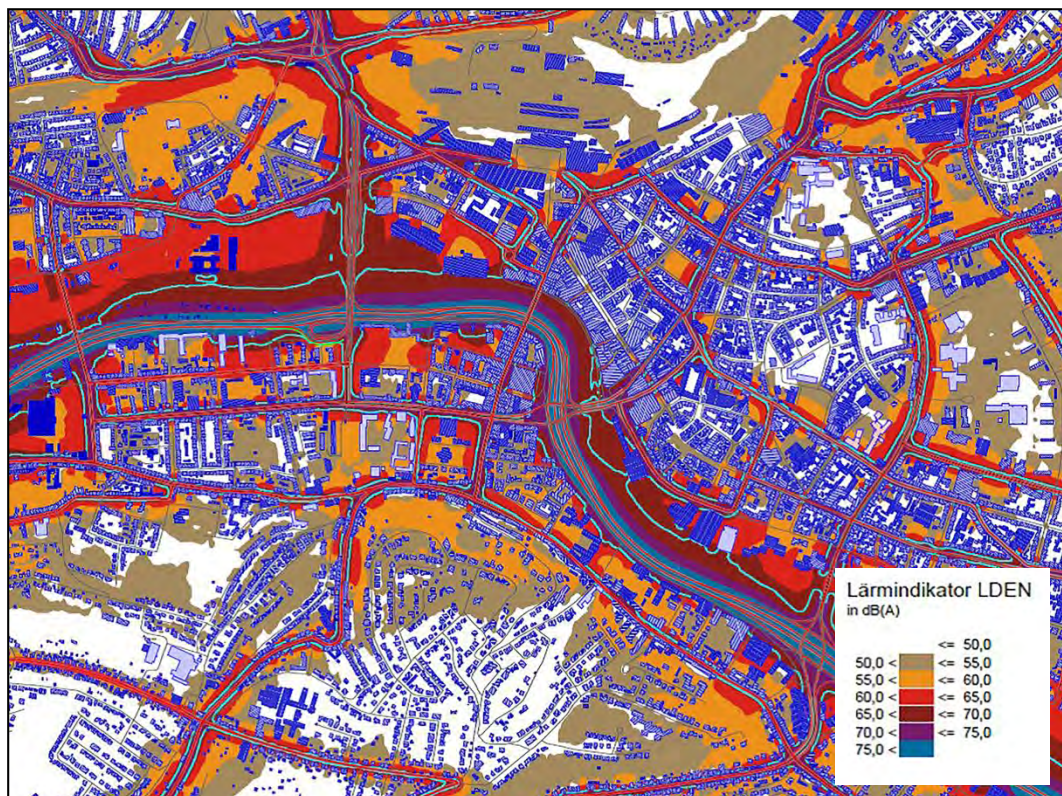 Lärmindikator LDEN
in dB(A)
<= 50,0
50,0 < <= 55,0
55,0 < <= 60,0
60,0 < <= 65,0
65,0 < <= 70,0
70,0 < <= 75,0
75,0 <